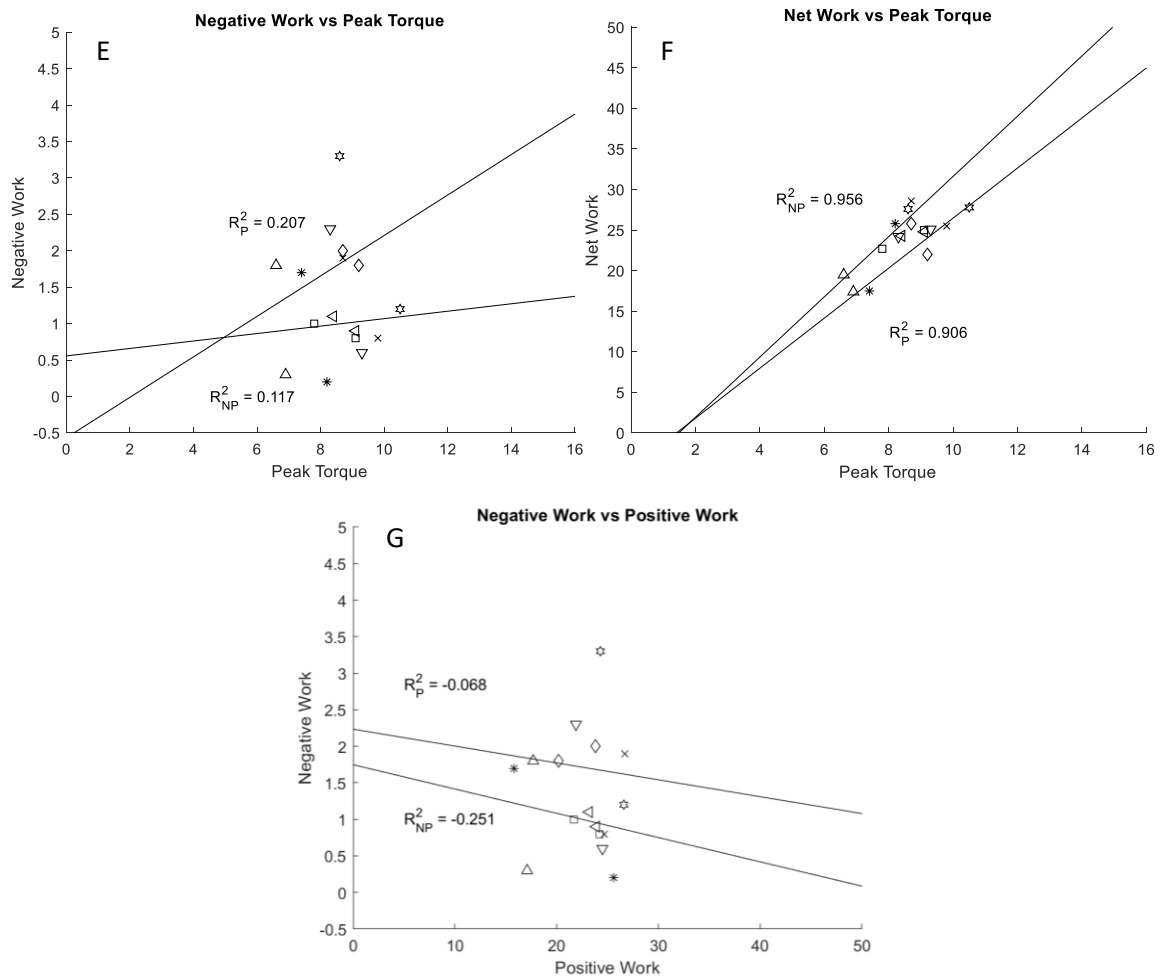 Negative Work vs Peak Torque
E
5
4.5
4
3.5
3
2.5
2
1.5
1
0.5
0
-0.5
Negative Work
R²P = 0.207
R²NP = 0.117
0 2 4 6 8 10 12 14 16
Peak Torque
Net Work vs Peak Torque
F
50
45
40
35
30
25
20
15
10
5
0
Net Work
R²NP = 0.956
R²P = 0.906
0 2 4 6 8 10 12 14 16
Peak Torque
Negative Work vs Positive Work
G
5
4.5
4
3.5
3
2.5
2
1.5
1
0.5
0
-0.5
Negative Work
R²P = -0.068
R²NP = -0.251
0 10 20 30 40 50
Positive Work